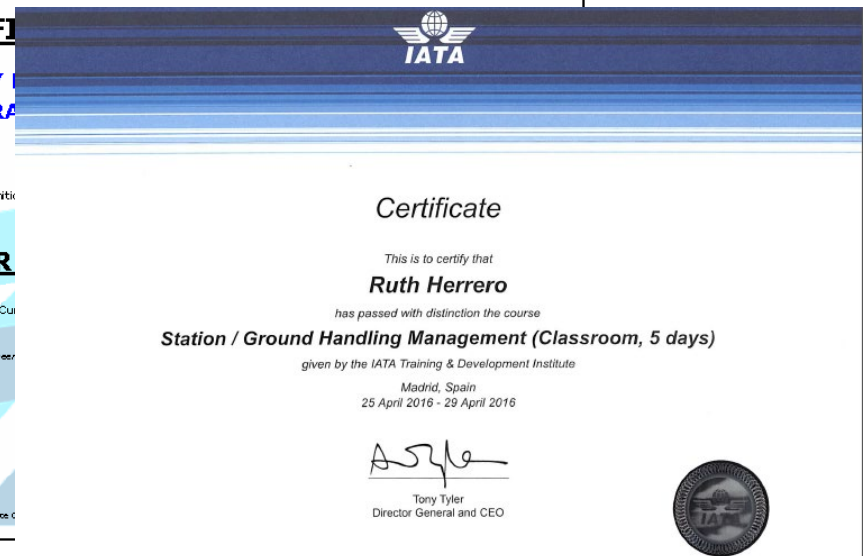 IATA
Certificate
This is to certify that
Ruth Herrero
has passed with distinction the course
Station / Ground Handling Management (Classroom, 5 days)
given by the IATA Training & Development Institute
Madrid, Spain
25 April 2016 - 29 April 2016
Tony Tyler
Director General and CEO
IATA